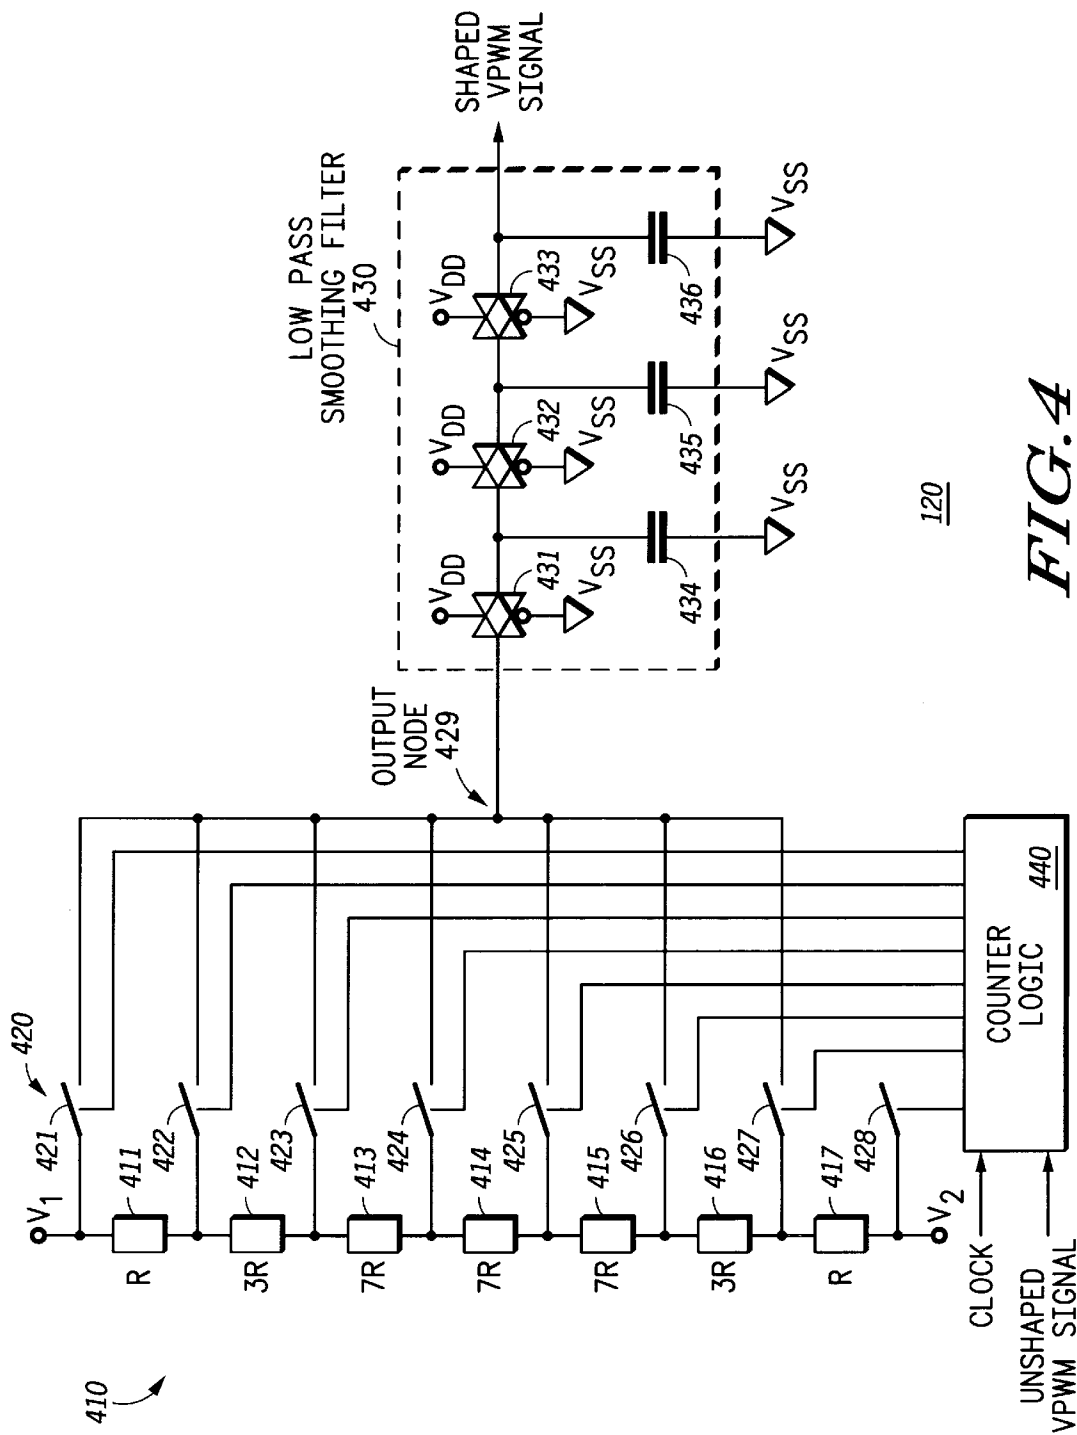 410
420
V1
421
411
R
422
412
3R
423
413
7R
424
414
7R
425
415
7R
426
416
3R
427
417
R
428
V2
CLOCK
UNSHAPED
VPWM SIGNAL
COUNTER
LOGIC
440
OUTPUT
NODE
429
LOW PASS
SMOOTHING FILTER
430
VDD
431
VSS
VDD
432
VSS
VDD
433
VSS
434
VSS
435
VSS
436
VSS
SHAPED
VPWM
SIGNAL
120
FIG.4